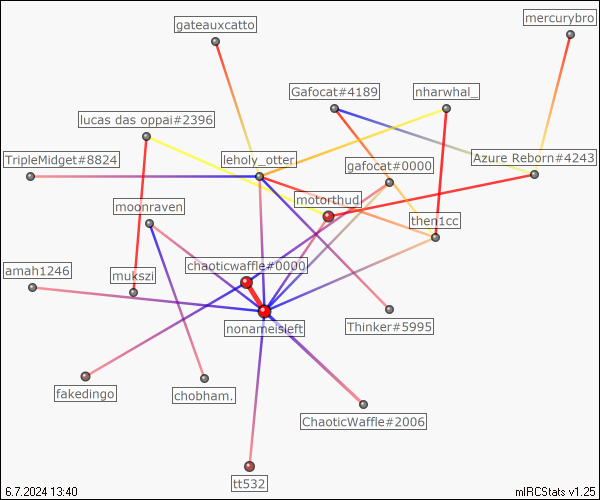 gateauxcatto
mercurybro
Gafocat#4189
nharwhal_
lucas das oppai#2396
TripleMidget#8824
leholy_otter
gafocat#0000
Azure Reborn#4243
motorthud
moonraven
then1cc
chaoticwaffle#0000
amah1246
mukszi
nonameisleft
Thinker#5995
fakedingo
chobham.
ChaoticWaffle#2006
tt532
6.7.2024 13:40
mIRCStats v1.25